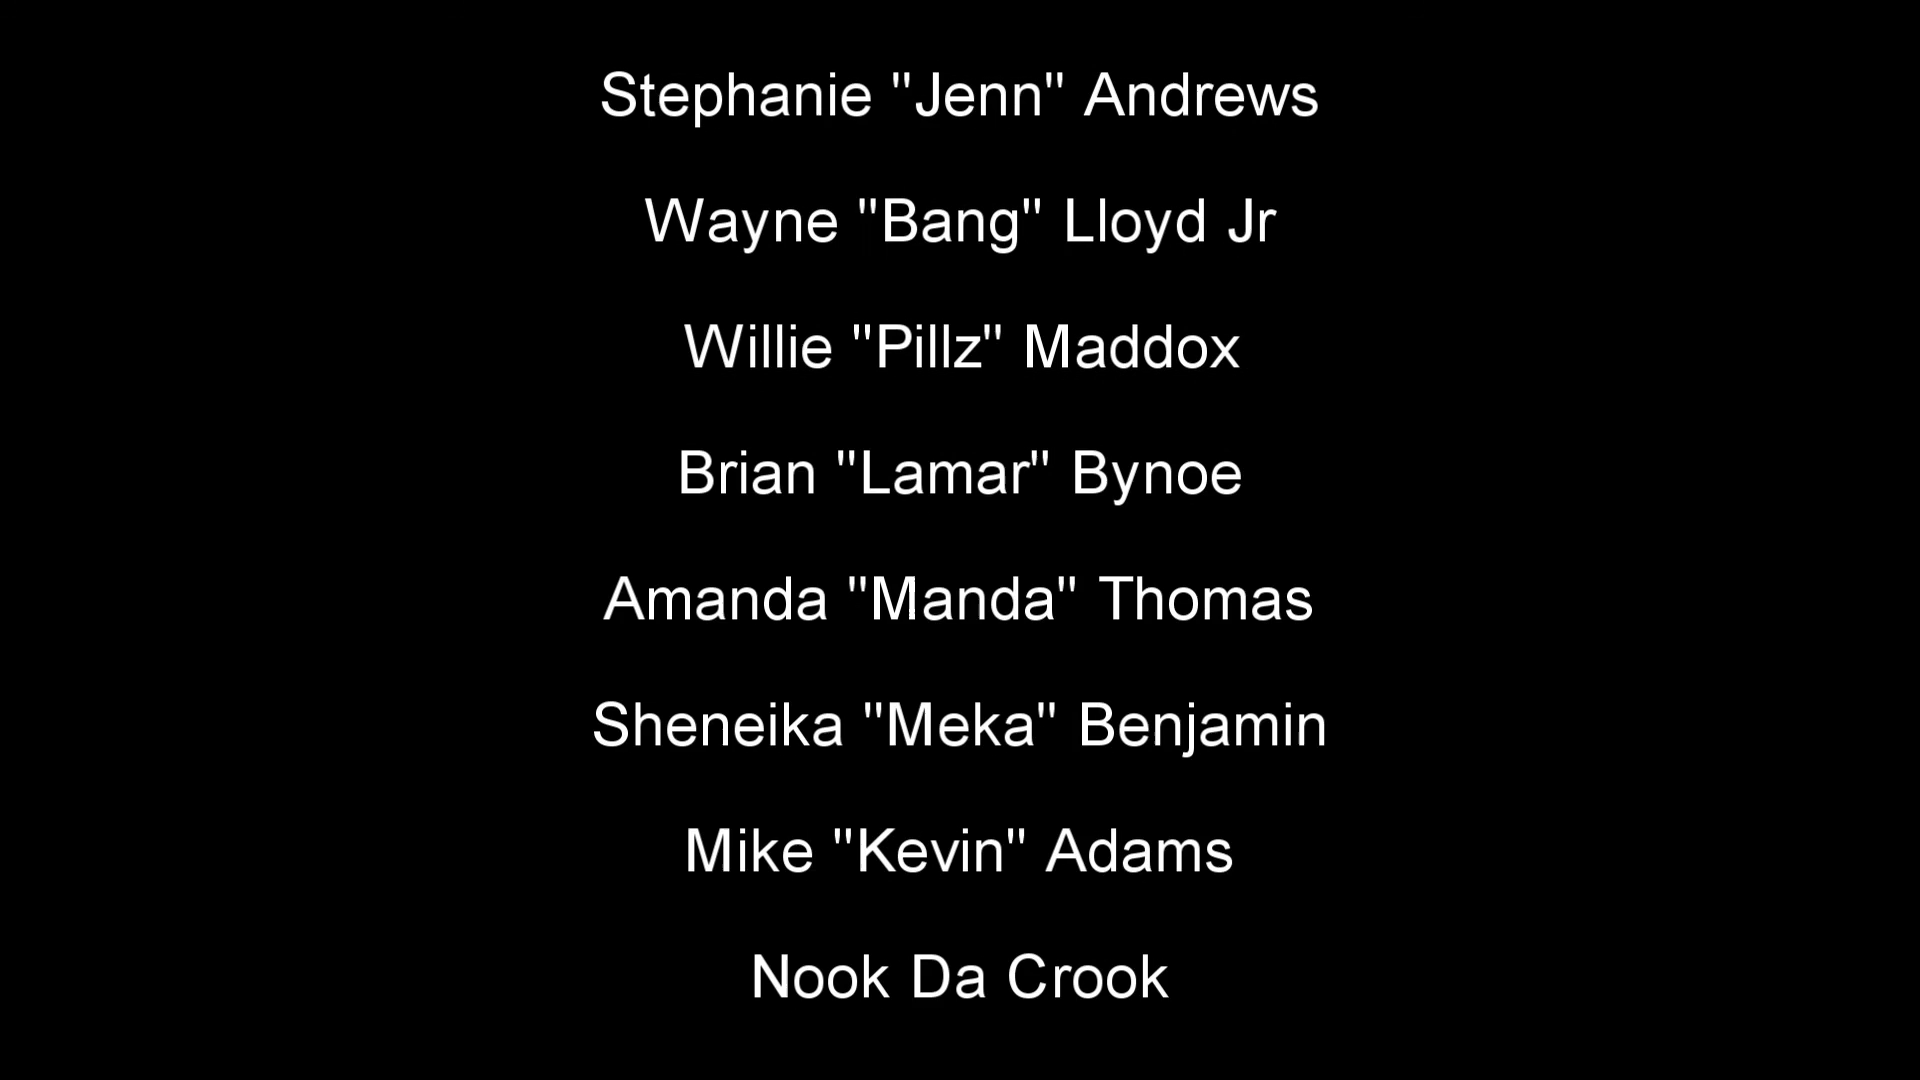 Stephanie "Jenn" Andrews
Wayne "Bang" Lloyd Jr
Willie "Pillz" Maddox
Brian "Lamar" Bynoe
Amanda "Manda" Thomas
Sheneika "Meka" Benjamin
Mike "Kevin" Adams
Nook Da Crook